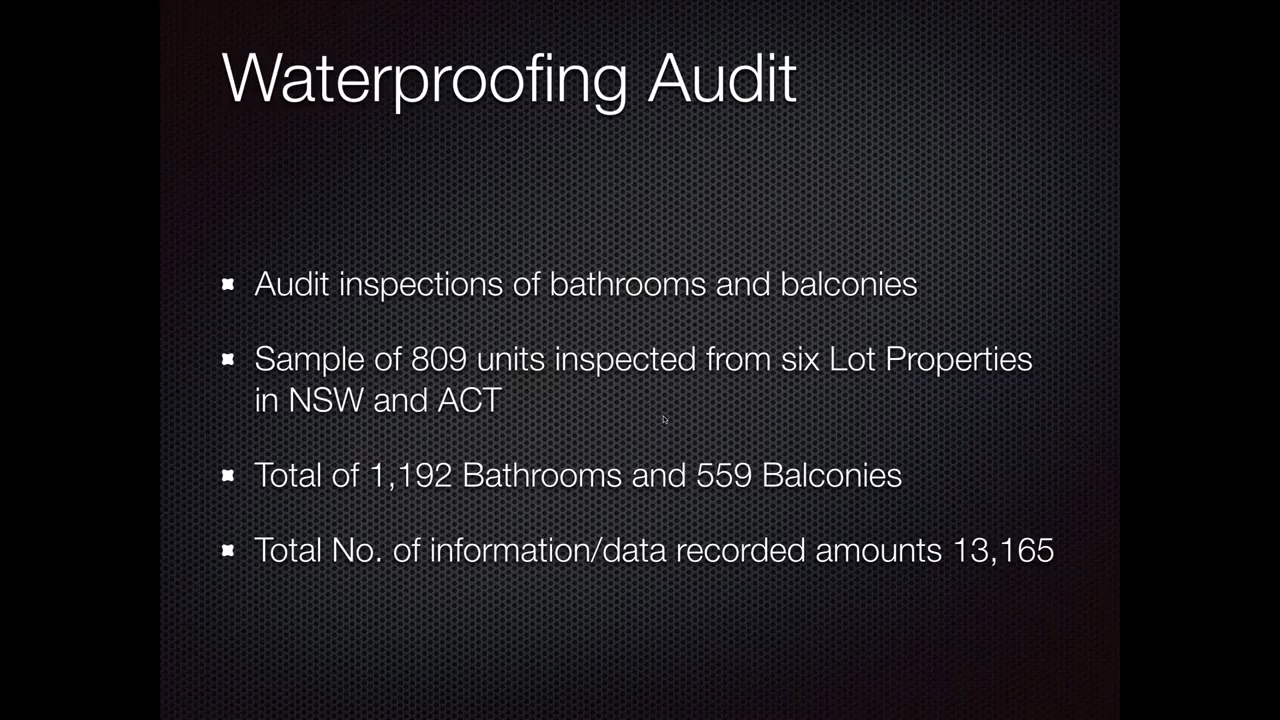 Waterproofing Audit
Audit inspections of bathrooms and balconies
Sample of 809 units inspected from six Lot Properties
in NSW and ACT
Total of 1,192 Bathrooms and 559 Balconies
Total No. of information/data recorded amounts 13,165